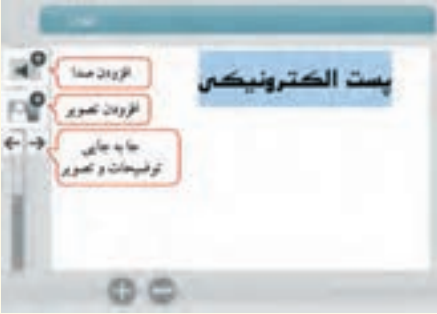 پست الکترونیکی
افزودن صدا
افزودن تصویر
جا به جایی
توضیحات و تصویر